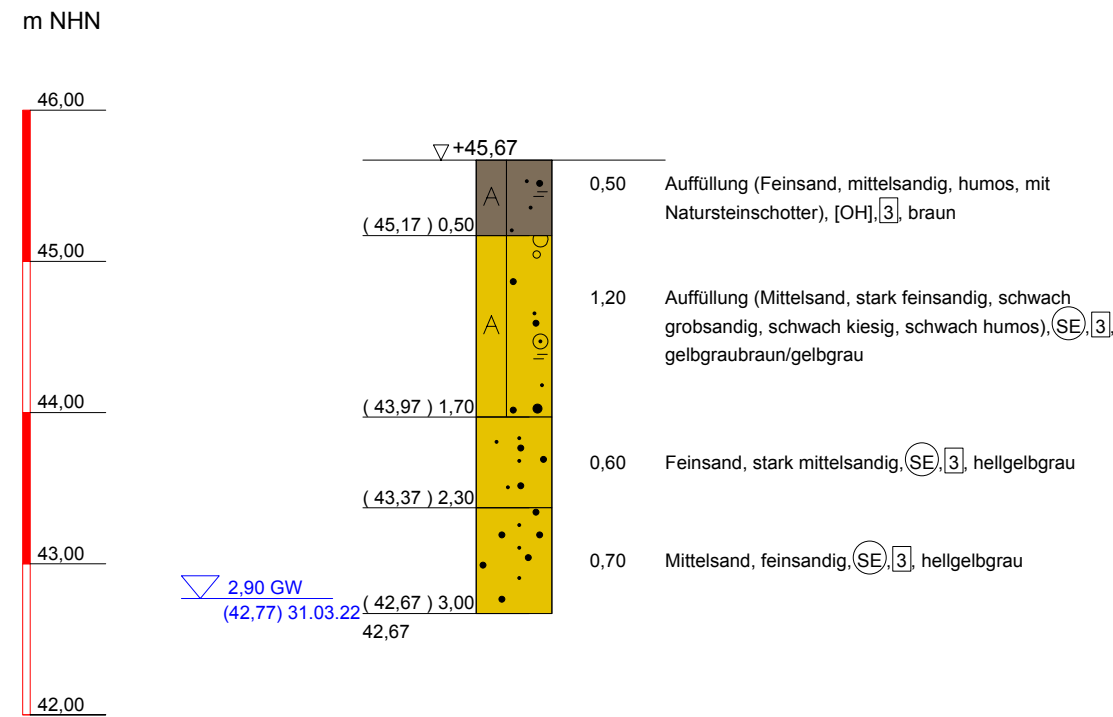 m NHN
46,00
+45,67
0,50 Auffüllung (Feinsand, mittelsandig, humos, mit
A
Natursteinschotter), [OH], 3, braun
( 45,17 ) 0,50
45,00
1,20 Auffüllung (Mittelsand, stark feinsandig, schwach
A
grobsandig, schwach kiesig, schwach humos), SE, 3,
gelbgraubraun/gelbgrau
44,00
( 43,97 ) 1,70
0,60 Feinsand, stark mittelsandig, SE, 3, hellgelbgrau
( 43,37 ) 2,30
43,00
0,70 Mittelsand, feinsandig, SE, 3, hellgelbgrau
2,90 GW
(42,77) 31.03.22
( 42,67 ) 3,00
42,67
42,00